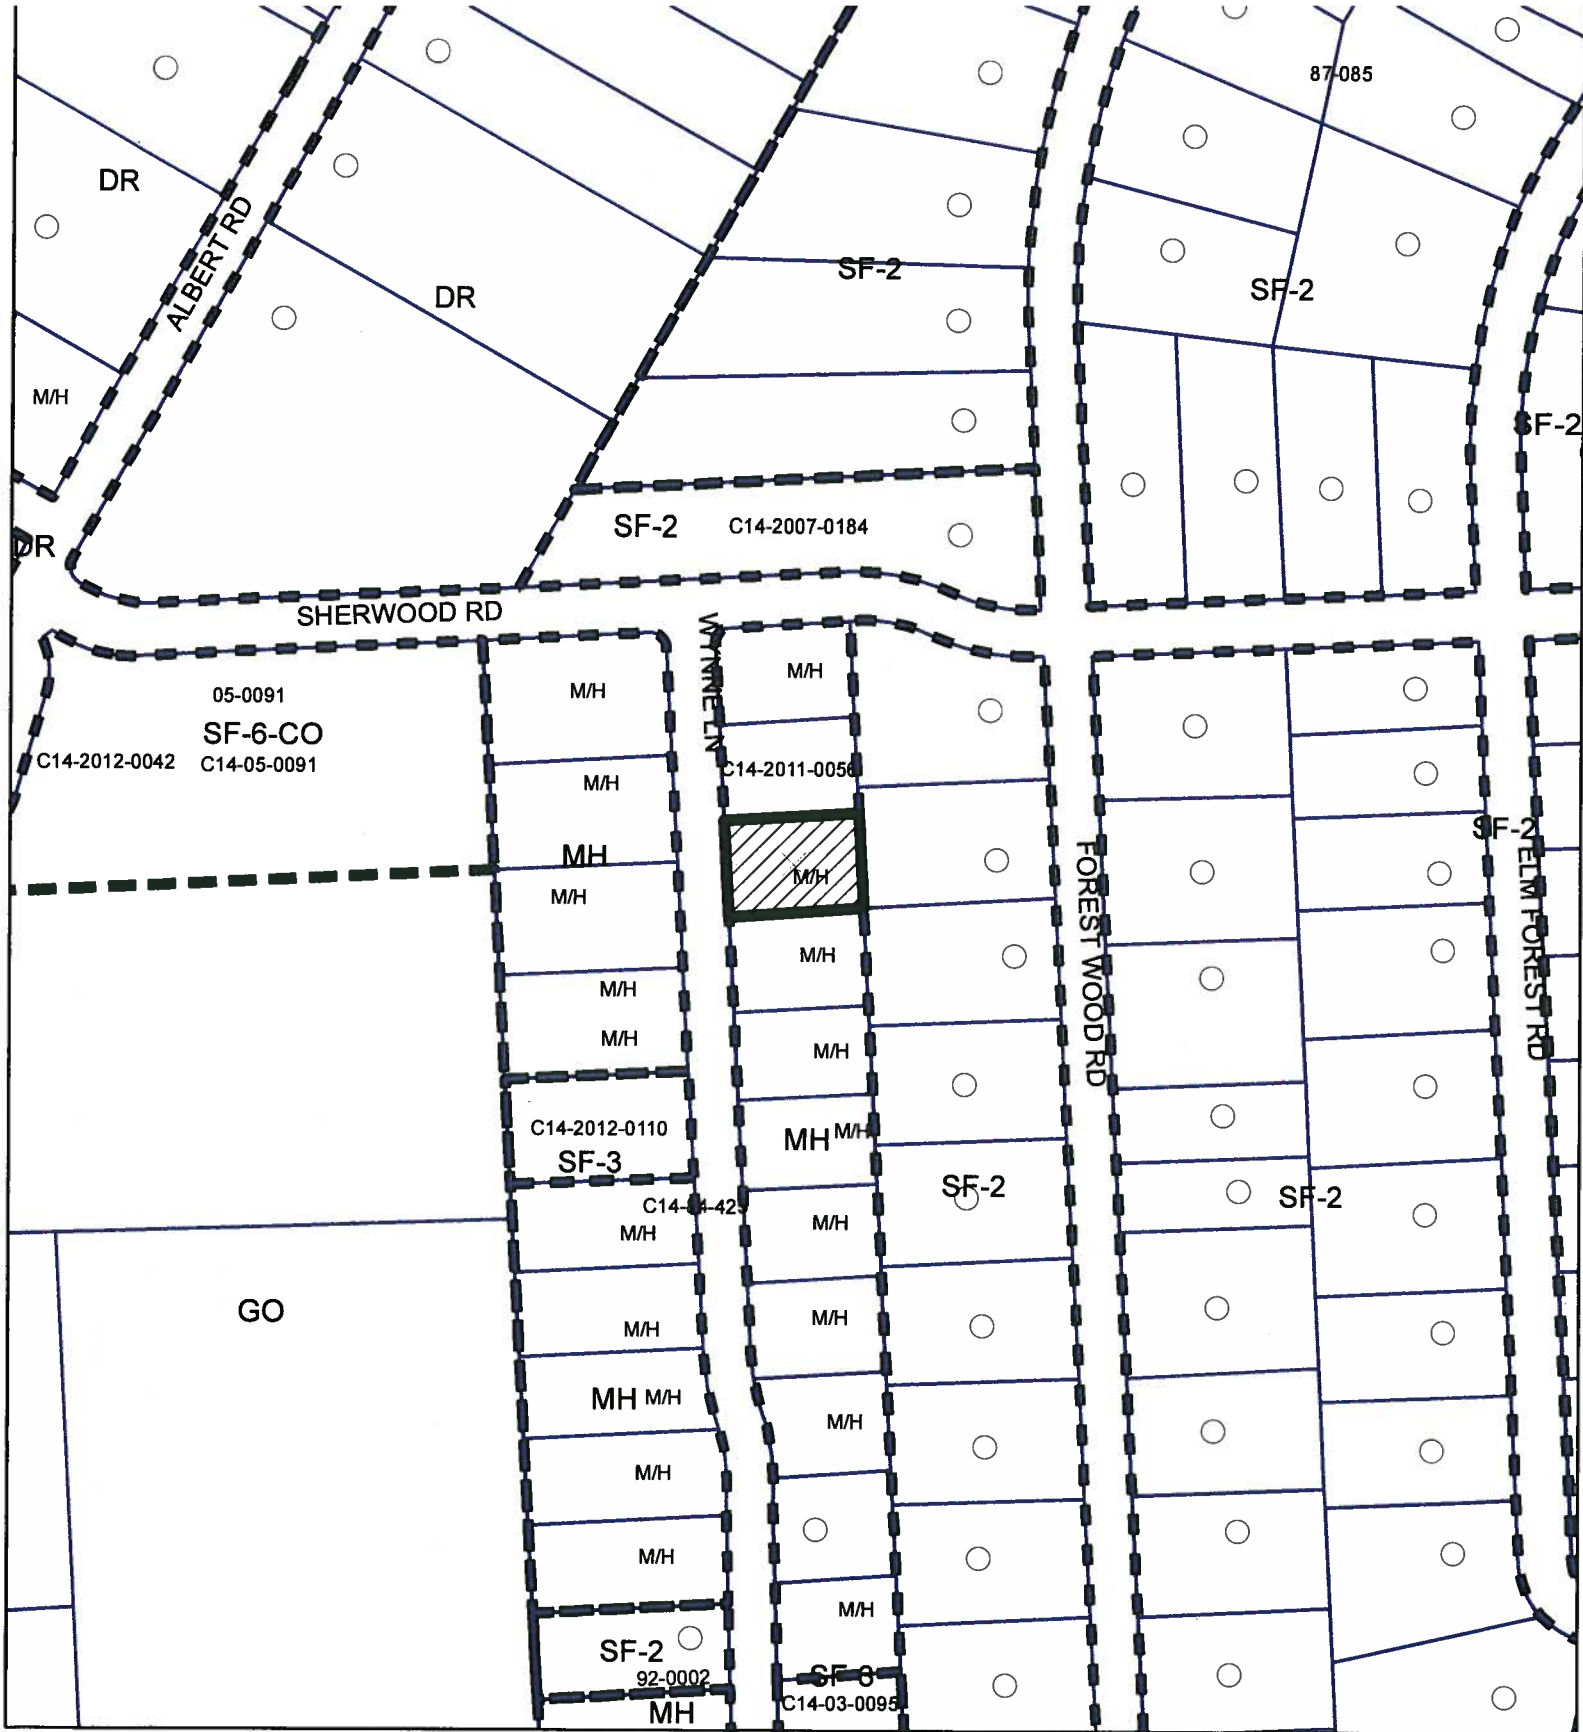 87-085
DR
ALBERT RD
DR
SF-2
SF-2
M/H
SF-2
DR
SF-2
C14-2007-0184
SHERWOOD RD
WYNNE LN
05-0091
SF-6-CO
C14-2012-0042
C14-05-0091
M/H
M/H
M/H
C14-2011-0056
MH
M/H
M/H
SF-2
FOREST WOOD RD
ELM FOREST RD
M/H
M/H
M/H
M/H
C14-2012-0110
SF-3
MH
M/H
SF-2
SF-2
M/H
M/H
GO
M/H
M/H
MH
M/H
M/H
M/H
M/H
M/H
SF-2
92-0002
MH
C14-03-0095